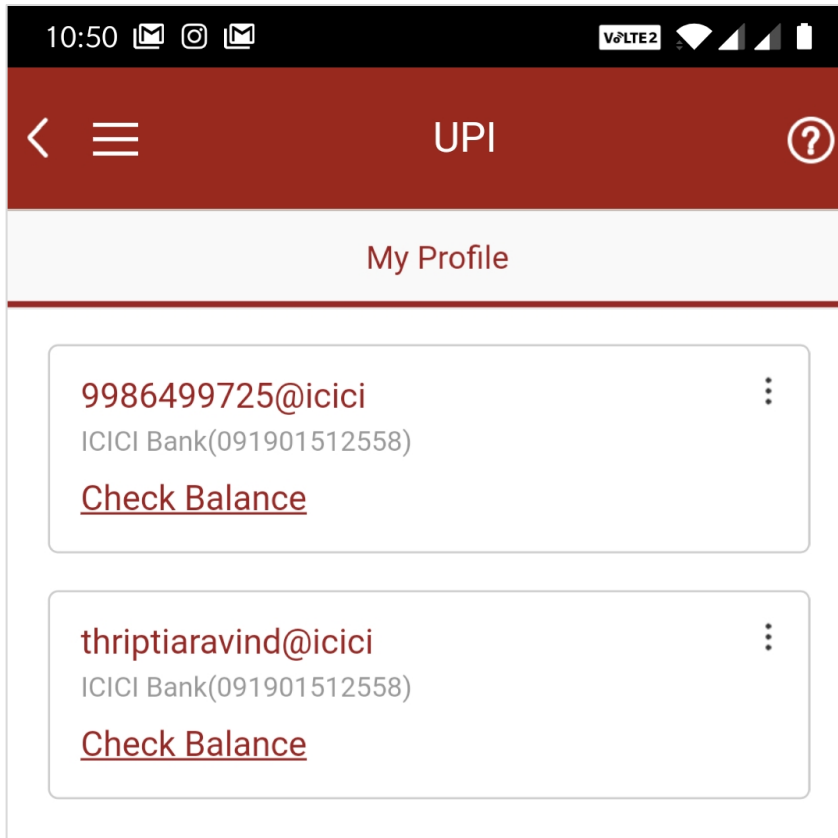 10:50 VoLTE2
UPI
My Profile
9986499725@icici
ICICI Bank(091901512558)
Check Balance
thriptiaravind@icici
ICICI Bank(091901512558)
Check Balance